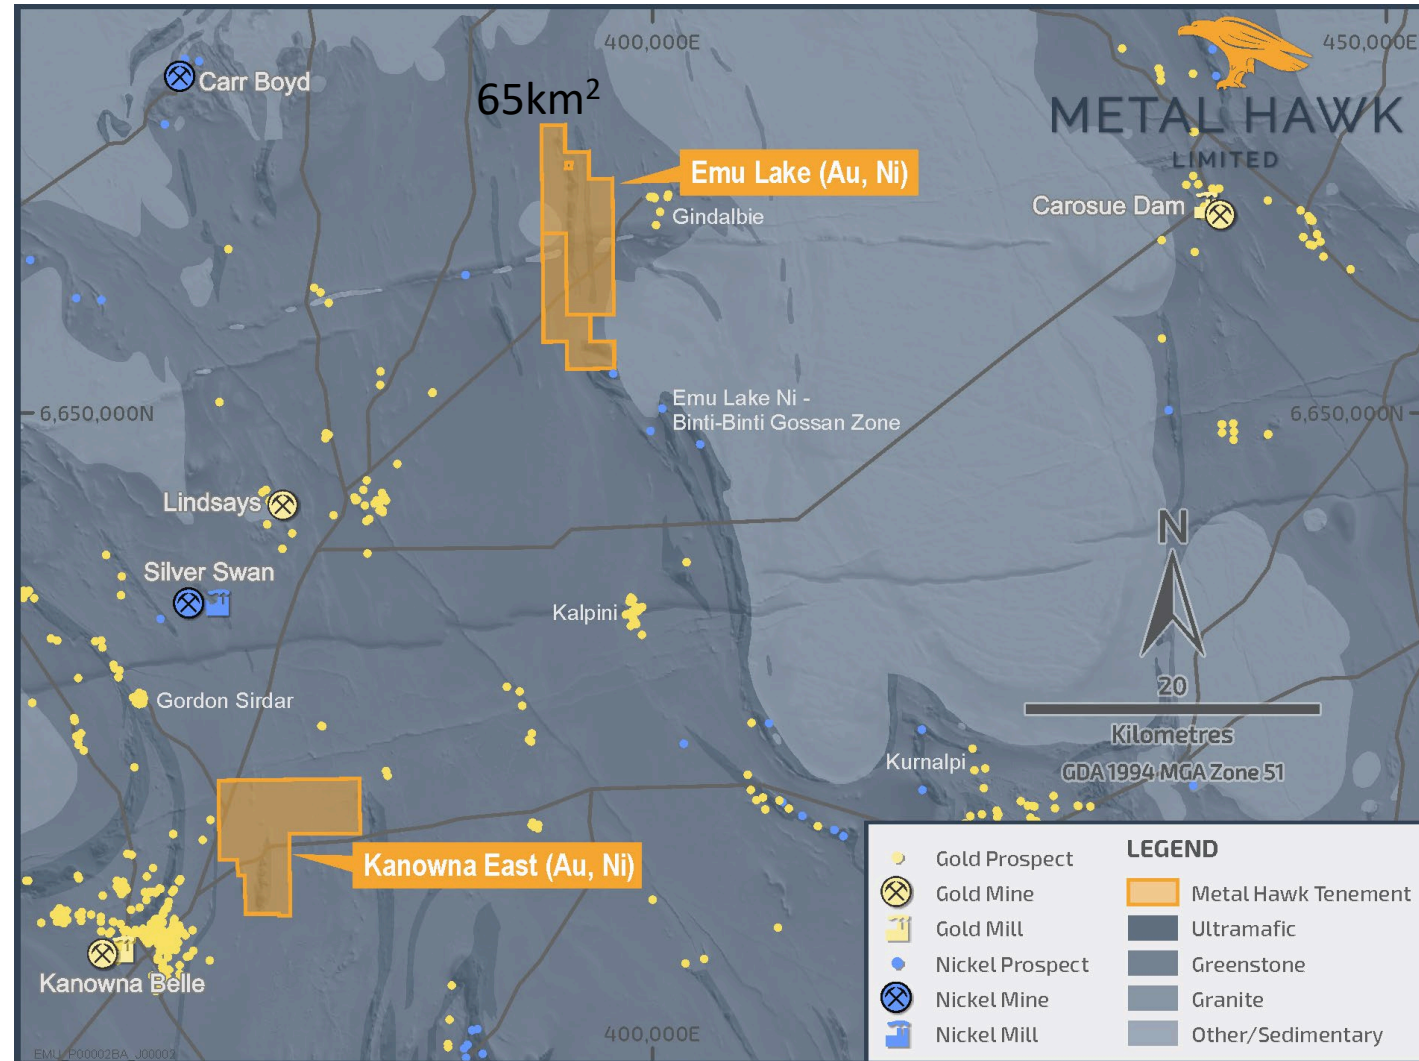 400,000E
450,000E
METAL HAWK
LIMITED
Carr Boyd
65km²
Emu Lake (Au, Ni)
Gindalbie
Carosue Dam
Emu Lake Ni -
Binti-Binti Gossan Zone
6,650,000N
6,650,000N
Lindsays
Silver Swan
Kalpini
N
Gordon Sirdar
20
Kilometres
GDA 1994 MGA Zone 51
Kurnalpi
Kanowna East (Au, Ni)
Kanowna Belle
400,000E
LEGEND
Gold Prospect
Gold Mine
Gold Mill
Nickel Prospect
Nickel Mine
Nickel Mill
Metal Hawk Tenement
Ultramafic
Greenstone
Granite
Other/Sedimentary